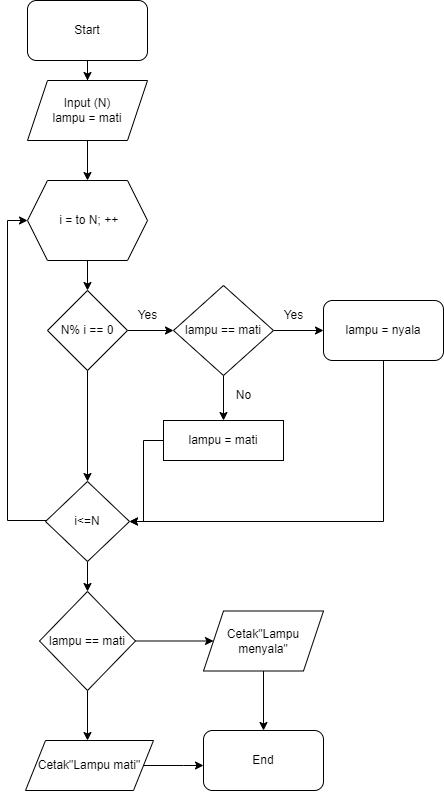 Start
Input (N)
lampu = mati
i = to N; ++
N% i == 0
Yes
lampu == mati
Yes
lampu = nyala
No
lampu = mati
i<=N
lampu == mati
Cetak"Lampu
menyala"
Cetak"Lampu mati"
End